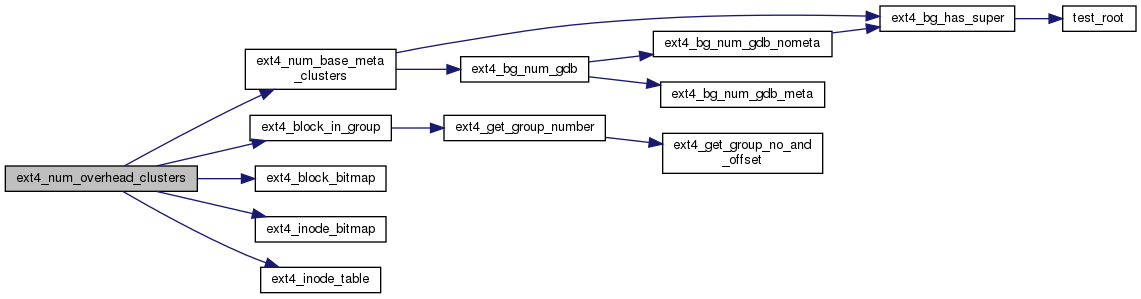 ext4_bg_has_super
test_root
ext4_bg_num_gdb_nometa
ext4_num_base_meta
_clusters
ext4_bg_num_gdb
ext4_bg_num_gdb_meta
ext4_block_in_group
ext4_get_group_number
ext4_get_group_no_and
_offset
ext4_num_overhead_clusters
ext4_block_bitmap
ext4_inode_bitmap
ext4_inode_table